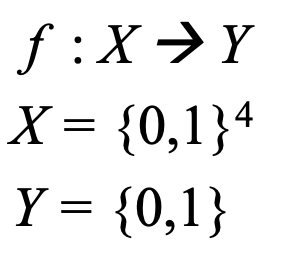 f : X → Y
X = {0,1}⁴
Y = {0,1}